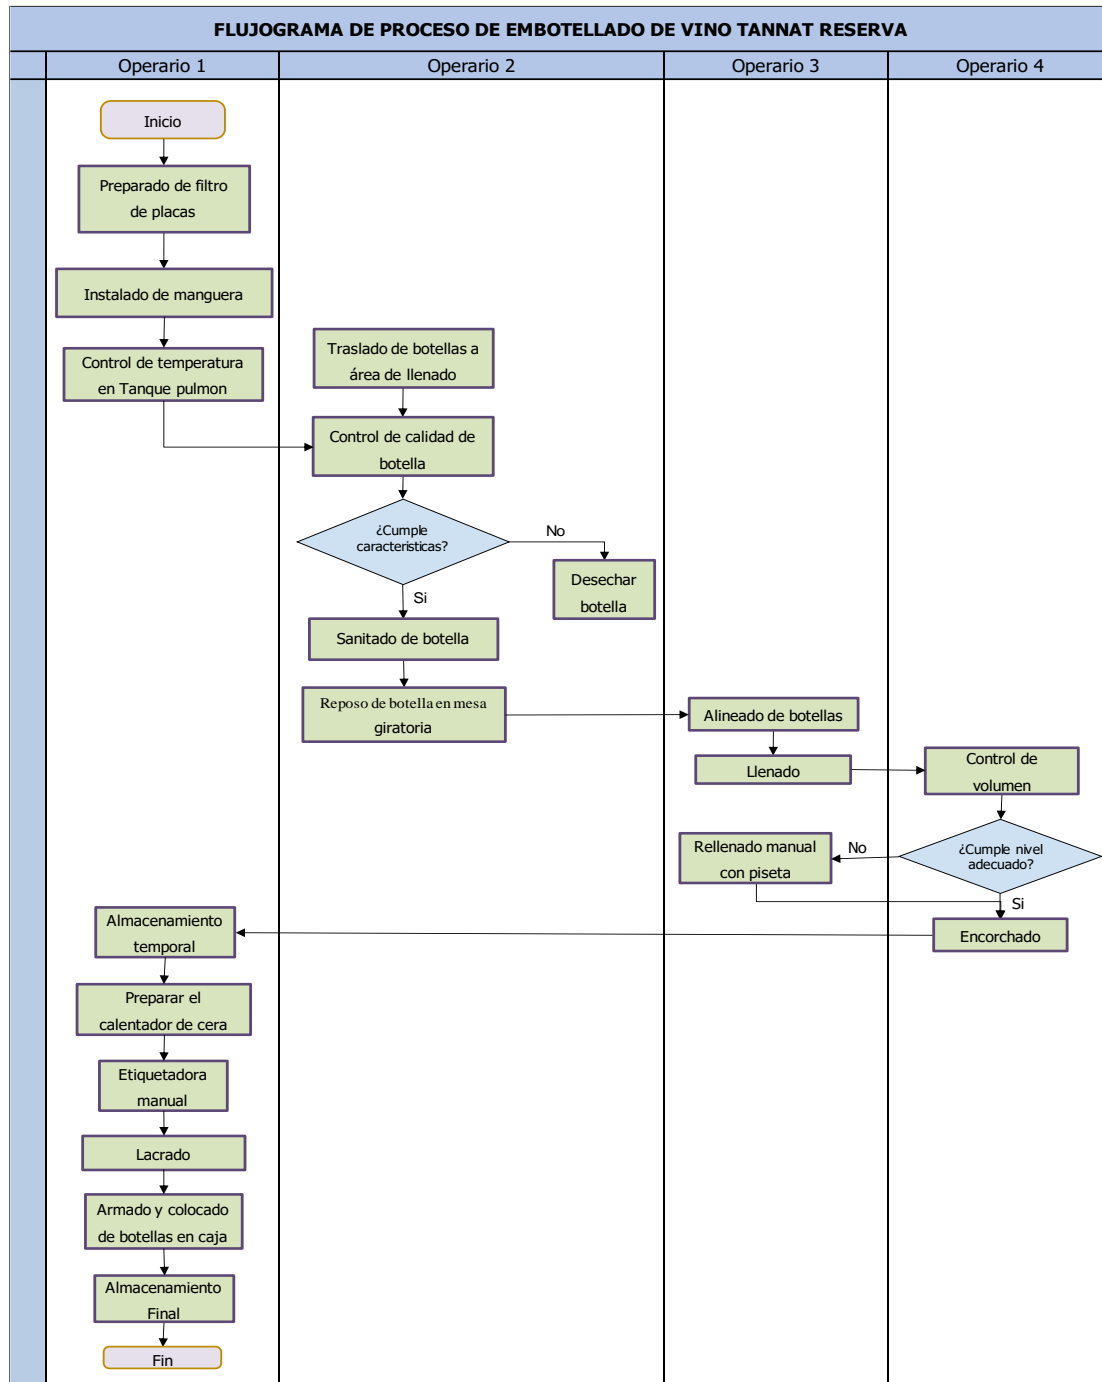 FLUJOGRAMA DE PROCESO DE EMBOTELLADO DE VINO TANNAT RESERVA
Operario 1
Operario 2
Operario 3
Operario 4
Inicio
Preparado de filtro
de placas
Instalado de manguera
Control de temperatura
en Tanque pulmon
Traslado de botellas a
área de llenado
Control de calidad de
botella
¿Cumple
caracteristicas?
No
Desechar
botella
Si
Sanitado de botella
Reposo de botella en mesa
giratoria
Alineado de botellas
Llenado
Control de
volumen
¿Cumple nivel
adecuado?
No
Rellenado manual
con piseta
Si
Encorchado
Almacenamiento
temporal
Preparar el
calentador de cera
Etiquetadora
manual
Lacrado
Armado y colocado
de botellas en caja
Almacenamiento
Final
Fin